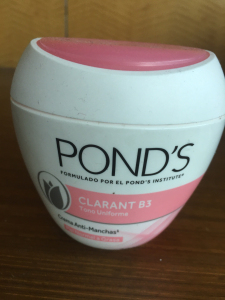 POND'S
FORMULADO POR EL POND'S INSTITUTE*
CLARANT B3
Tono Uniforme
Crema Anti-Manchas*